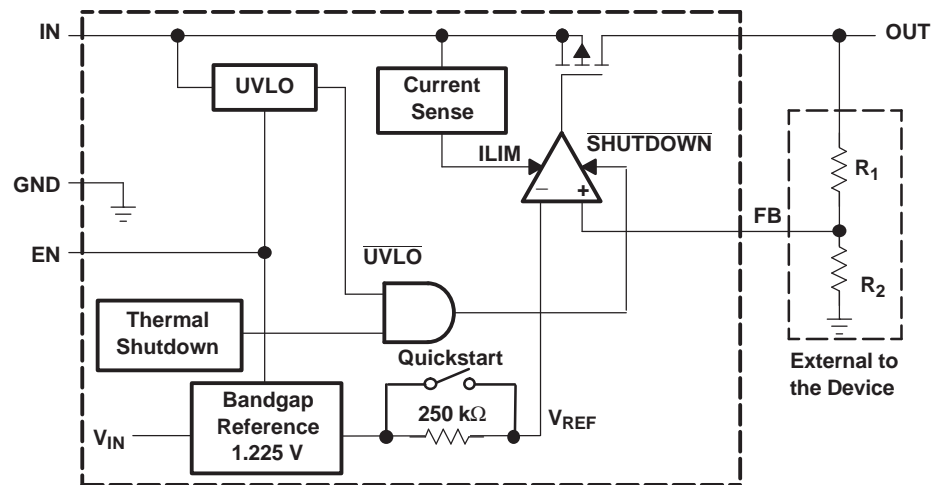 IN
OUT
UVLO
Current
Sense
SHUTDOWN
ILIM
− +
GND
R1
FB
EN
UVLO
R2
Thermal
Shutdown
Quickstart
External to
the Device
Bandgap
Reference
1.225 V
250 kΩ
VREF
VIN